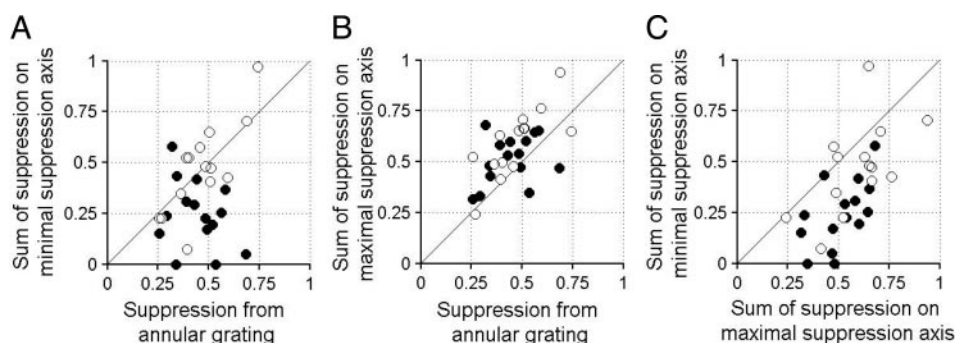 A
Sum of suppression on
minimal suppression axis
1
0.75
0.5
0.25
0
0
0.25
0.5
0.75
1
Suppression from
annular grating
B
Sum of suppression on
maximal suppression axis
1
0.75
0.5
0.25
0
0
0.25
0.5
0.75
1
Suppression from
annular grating
C
Sum of suppression on
minimal suppression axis
1
0.75
0.5
0.25
0
0
0.25
0.5
0.75
1
Sum of suppression on
maximal suppression axis